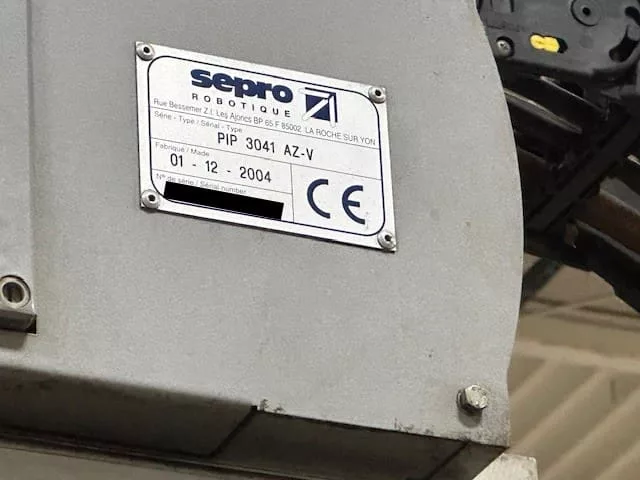 sepro
ROBOTIQUE
Rue Bessemer Z.I. Les Ajoncs BP 65 F 85002 LA ROCHE SUR YON
Série - Type / Serial - Type
PIP 3041 AZ-V
Fabriqué / Made
01 - 12 - 2004
N° de série / Serial number
CE